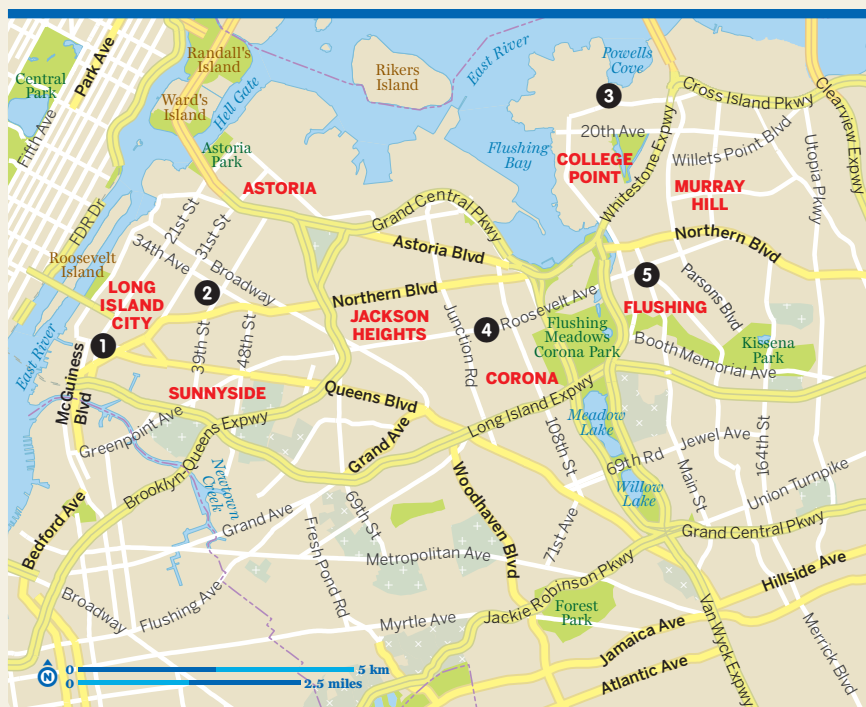 Central
Park
Park Ave
Fifth Ave
Randall's
Island
Ward's
Island
Hell Gate
Rikers
Island
East River
Powells
Cove
3
Cross Island Pkwy
Clearview Expwy
20th Ave
Willets Point Blvd
Utopia Pkwy
Flushing
Bay
COLLEGE
POINT
Whitestone Expwy
MURRAY
HILL
Astoria
Park
ASTORIA
Grand Central Pkwy
Astoria Blvd
Northern Blvd
FDR Dr
21st St
31st St
34th Ave
Broadway
Roosevelt
Island
LONG
ISLAND
CITY
2
Northern Blvd
JACKSON
HEIGHTS
Junction Rd
4
Roosevelt Ave
5
FLUSHING
Parsons Blvd
Flushing
Meadows
Corona Park
Kissena
Park
Booth Memorial Ave
East River
1
39th St
48th St
McGuiness
Blvd
SUNNYSIDE
CORONA
Queens Blvd
Long Island Expwy
Greenpoint Ave
Brooklyn-Queens Expwy
Grand Ave
Meadow
Lake
108th St
Jewel Ave
69th Rd
164th St
Main St
Willow
Lake
Union Turnpike
Newtown
Creek
Grand Ave
69th St
Woodhaven Blvd
Bedford Ave
Fresh Pond Rd
Metropolitan Ave
71st Ave
Grand Central Pkwy
Hillside Ave
Broadway
Flushing Ave
Myrtle Ave
Jackie Robinson Pkwy
Forest
Park
Van Wyck Expwy
Merrick Blvd
Jamaica Ave
Atlantic Ave
N
0 5 km
0 2.5 miles